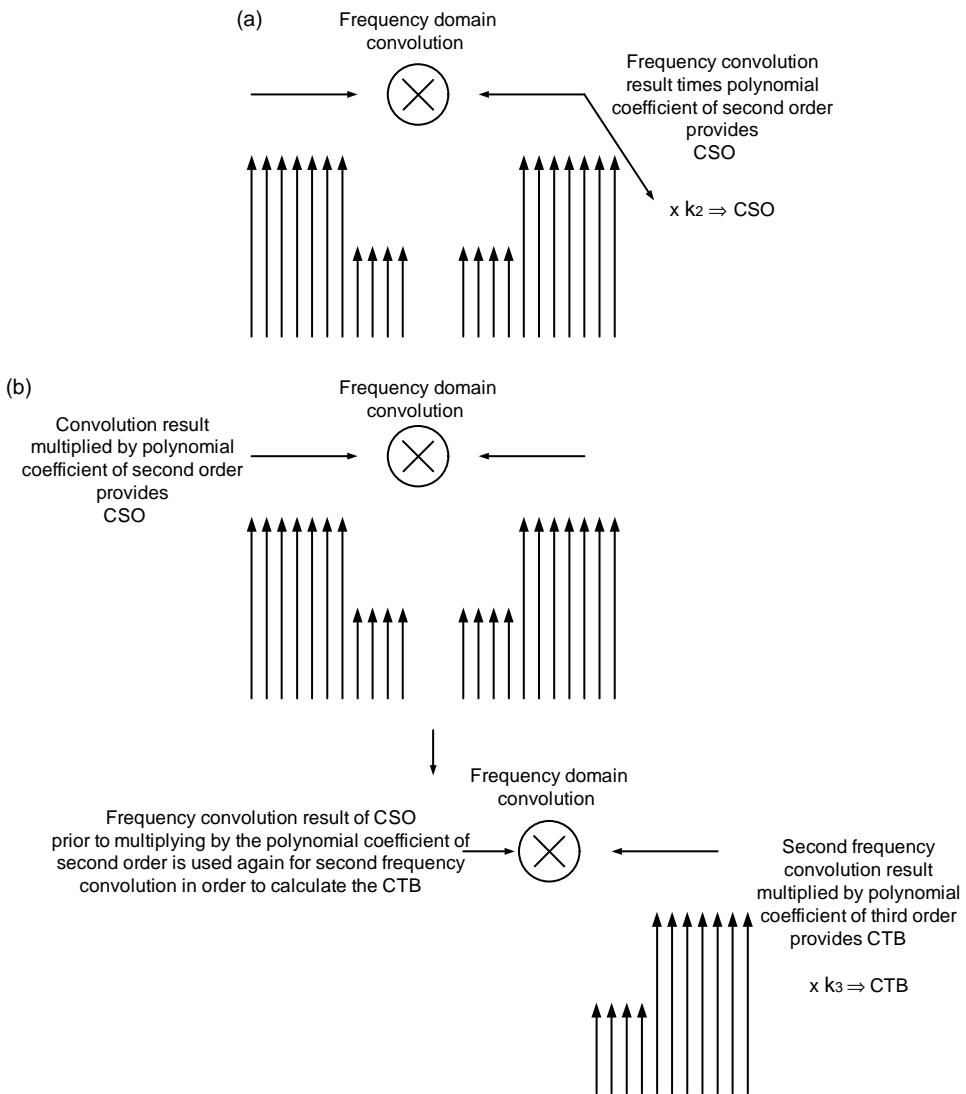 (a)
Frequency domain
convolution
Frequency convolution
result times polynomial
coefficient of second order
provides
CSO
x k2 ⇒ CSO
(b)
Frequency domain
convolution
Convolution result
multiplied by polynomial
coefficient of second order
provides
CSO
Frequency domain
convolution
Frequency convolution result of CSO
prior to multiplying by the polynomial coefficient of
second order is used again for second frequency
convolution in order to calculate the CTB
Second frequency
convolution result
multiplied by polynomial
coefficient of third order
provides CTB
x k3 ⇒ CTB